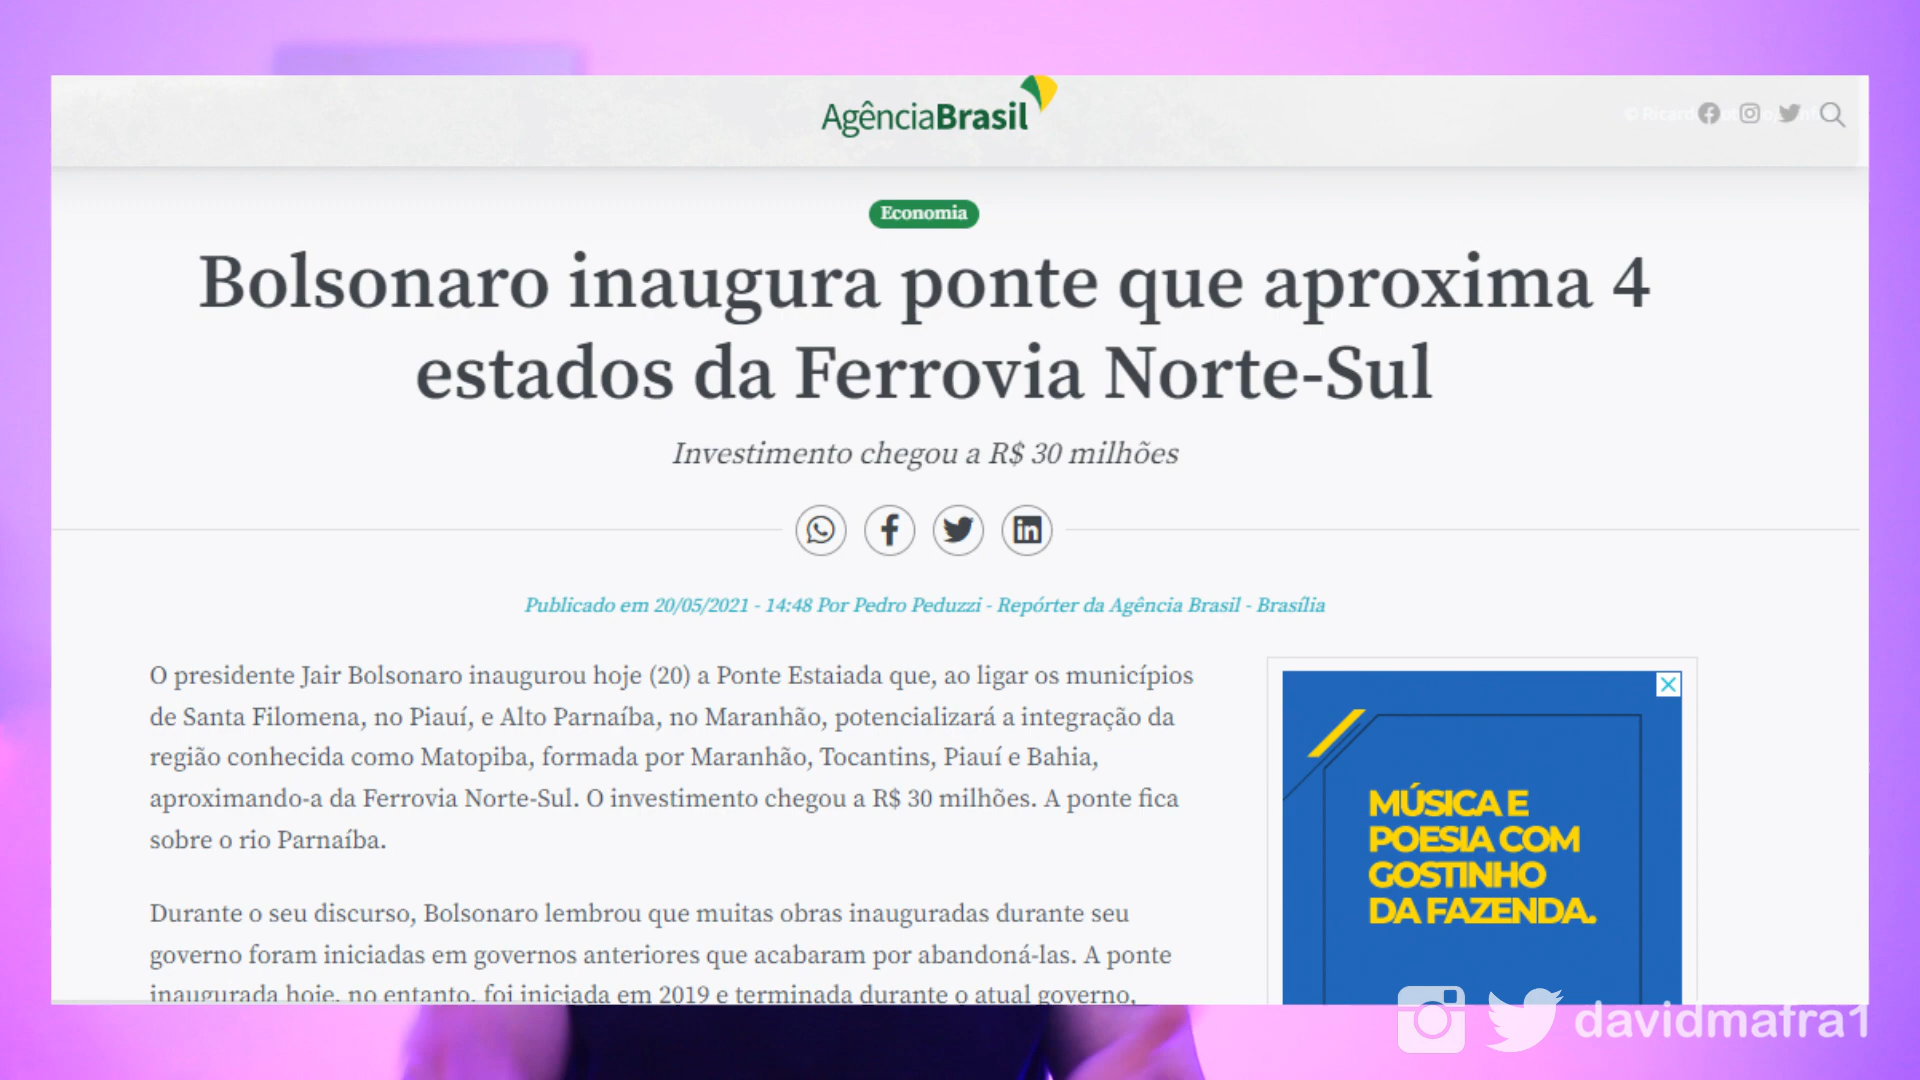 AgênciaBrasil
© Ricard
Economia
Bolsonaro inaugura ponte que aproxima 4
estados da Ferrovia Norte-Sul
Investimento chegou a R$ 30 milhões
Publicado em 20/05/2021 - 14:48 Por Pedro Peduzzi - Repórter da Agência Brasil - Brasília
O presidente Jair Bolsonaro inaugurou hoje (20) a Ponte Estaiada que, ao ligar os municípios
de Santa Filomena, no Piauí, e Alto Parnaíba, no Maranhão, potencializará a integração da
região conhecida como Matopiba, formada por Maranhão, Tocantins, Piauí e Bahia,
aproximando-a da Ferrovia Norte-Sul. O investimento chegou a R$ 30 milhões. A ponte fica
sobre o rio Parnaíba.
Durante o seu discurso, Bolsonaro lembrou que muitas obras inauguradas durante seu
governo foram iniciadas em governos anteriores que acabaram por abandoná-las. A ponte
inaugurada hoje, no entanto, foi iniciada em 2019 e terminada durante o atual governo,
MÚSICA E
POESIA COM
GOSTINHO
DA FAZENDA.
davidmafra1